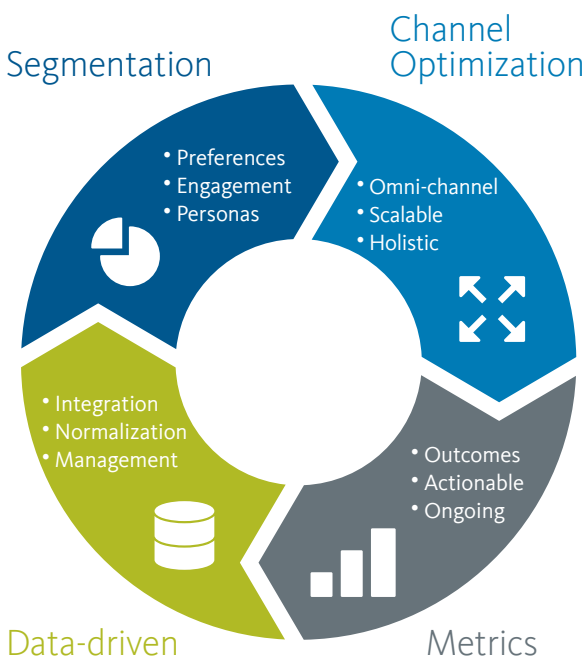 Segmentation
Channel
Optimization
• Preferences
• Engagement
• Personas
• Omni-channel
• Scalable
• Holistic
• Integration
• Normalization
• Management
• Outcomes
• Actionable
• Ongoing
Data-driven
Metrics